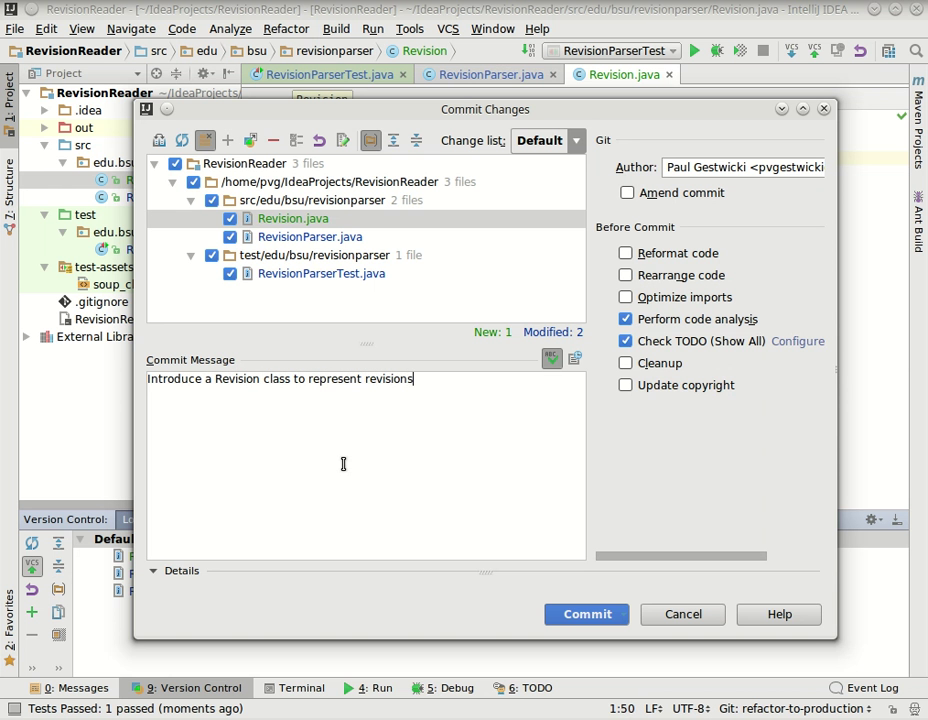 RevisionReader - [~/IdeaProjects/RevisionReader] - [RevisionReader] - ~/IdeaProjects/RevisionReader/src/edu/bsu/revisionparser/Revision.java - IntelliJ IDEA ...
File Edit View Navigate Code Analyze Refactor Build Run Tools VCS Window Help
RevisionReader src edu bsu revisionparser Revision RevisionParserTest
Project RevisionParserTest.java RevisionParser.java Revision.java
1: Project
7: Structure
2: Favorites
RevisionReader ~/IdeaProjects/
.idea
out
src
edu.bsu
test
edu.bsu
test-assets
soup_c
.gitignore
RevisionRe
External Libra
Revision
Maven Projects
Ant Build
Commit Changes
Change list: Default
RevisionReader 3 files
/home/pvg/IdeaProjects/RevisionReader 3 files
src/edu/bsu/revisionparser 2 files
Revision.java
RevisionParser.java
test/edu/bsu/revisionparser 1 file
RevisionParserTest.java
New: 1 Modified: 2
Commit Message
Introduce a Revision class to represent revisions
Details
Git
Author: Paul Gestwicki <pvgestwicki
Amend commit
Before Commit
Reformat code
Rearrange code
Optimize imports
Perform code analysis
Check TODO (Show All) Configure
Cleanup
Update copyright
Commit Cancel Help
Version Control: Lo
Defaul
0: Messages 9: Version Control Terminal 4: Run 5: Debug 6: TODO Event Log
Tests Passed: 1 passed (moments ago) 1:50 LF UTF-8 Git: refactor-to-production